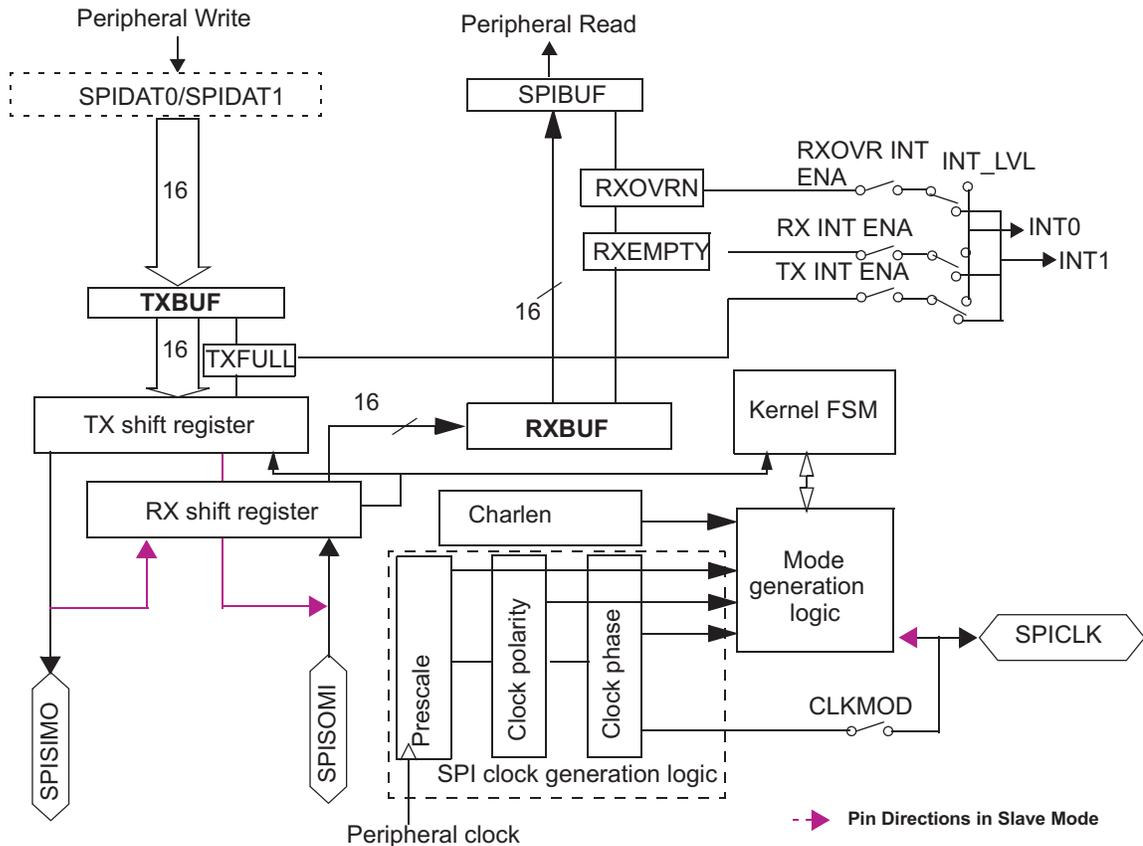 Peripheral Write
Peripheral Read
SPIDAT0/SPIDAT1
SPIBUF
16
RXOVRN
RXOVR INT
ENA
INT_LVL
RXEMPTY
RX INT ENA
INT0
INT1
TX INT ENA
TXBUF
16
16
TXFULL
TX shift register
16
RXBUF
Kernel FSM
RX shift register
Charlen
Mode
generation
logic
Prescale
Clock polarity
Clock phase
SPICLK
CLKMOD
SPISIMO
SPISOMI
SPI clock generation logic
Peripheral clock
Pin Directions in Slave Mode